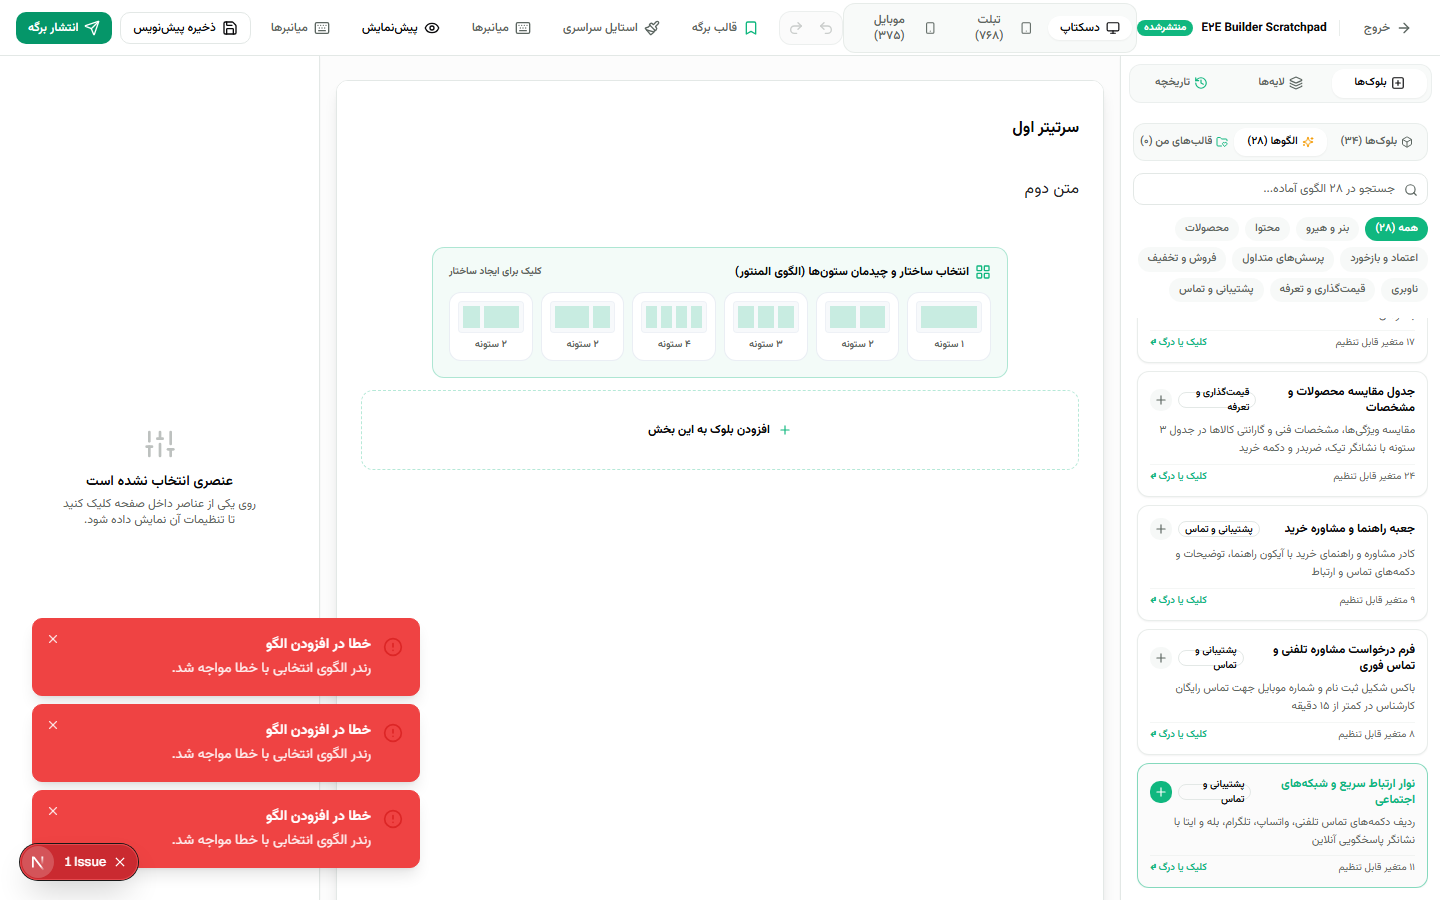 خروج
E2E Builder Scratchpad
منتشرشده
دسکتاپ
تبلت (۷۶۸)
موبایل (۳۷۵)
قالب برگه
استایل سراسری
میانبرها
پیش‌نمایش
میانبرها
ذخیره پیش‌نویس
انتشار برگه
بلوک‌ها
لایه‌ها
تاریخچه
بلوک‌ها (۳۴)
الگوها (۲۸)
قالب‌های من (۰)
جستجو در ۲۸ الگوی آماده...
همه (۲۸)
بنر و هیرو
محتوا
محصولات
اعتماد و بازخورد
پرسش‌های متداول
فروش و تخفیف
ناوبری
قیمت‌گذاری و تعرفه
پشتیبانی و تماس
۱۷ متغیر قابل تنظیم
کلیک یا درگ
جدول مقایسه محصولات و مشخصات
قیمت‌گذاری و تعرفه
مقایسه ویژگی‌ها، مشخصات فنی و گارانتی کالاها در جدول ۳
ستونه با نشانگر تیک، ضربدر و دکمه خرید
۲۴ متغیر قابل تنظیم
کلیک یا درگ
جعبه راهنما و مشاوره خرید
پشتیبانی و تماس
کادر مشاوره و راهنمای خرید با آیکون راهنما، توضیحات و
دکمه‌های تماس و ارتباط
۹ متغیر قابل تنظیم
کلیک یا درگ
فرم درخواست مشاوره تلفنی و تماس فوری
پشتیبانی و تماس
باکس شکیل ثبت نام و شماره موبایل جهت تماس رایگان
کارشناس در کمتر از ۱۵ دقیقه
۸ متغیر قابل تنظیم
کلیک یا درگ
نوار ارتباط سریع و شبکه‌های اجتماعی
پشتیبانی و تماس
ردیف دکمه‌های تماس تلفنی، واتساپ، تلگرام، بله و ایتا با
نشانگر پاسخگویی آنلاین
۱۱ متغیر قابل تنظیم
کلیک یا درگ
سرتیتر اول
متن دوم
انتخاب ساختار و چیدمان ستون‌ها (الگوی المنتور)
کلیک برای ایجاد ساختار
۱ ستونه
۲ ستونه
۳ ستونه
۴ ستونه
۲ ستونه
۲ ستونه
افزودن بلوک به این بخش
عنصری انتخاب نشده است
روی یکی از عناصر داخل صفحه کلیک کنید
تا تنظیمات آن نمایش داده شود.
خطا در افزودن الگو
رندر الگوی انتخابی با خطا مواجه شد.
خطا در افزودن الگو
رندر الگوی انتخابی با خطا مواجه شد.
خطا در افزودن الگو
رندر الگوی انتخابی با خطا مواجه شد.
N
1 Issue